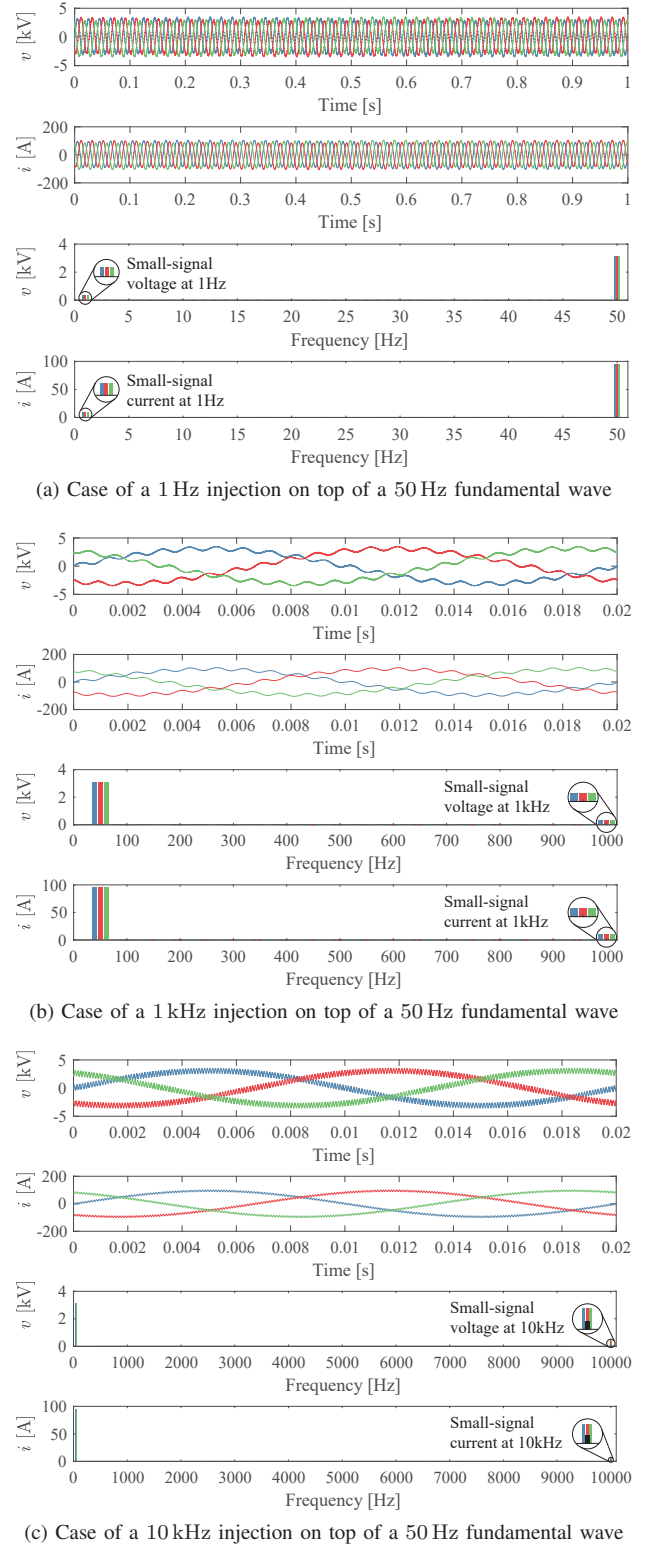 5
0
-5
v [kV]
0 0.1 0.2 0.3 0.4 0.5 0.6 0.7 0.8 0.9 1
Time [s]
200
0
-200
i [A]
0 0.1 0.2 0.3 0.4 0.5 0.6 0.7 0.8 0.9 1
Time [s]
4
2
0
v [kV]
Small-signal
voltage at 1Hz
0 5 10 15 20 25 30 35 40 45 50
Frequency [Hz]
100
50
0
i [A]
Small-signal
current at 1Hz
0 5 10 15 20 25 30 35 40 45 50
Frequency [Hz]
(a) Case of a 1 Hz injection on top of a 50 Hz fundamental wave
5
0
-5
v [kV]
0 0.002 0.004 0.006 0.008 0.01 0.012 0.014 0.016 0.018 0.02
Time [s]
200
0
-200
i [A]
0 0.002 0.004 0.006 0.008 0.01 0.012 0.014 0.016 0.018 0.02
Time [s]
4
2
0
v [kV]
Small-signal
voltage at 1kHz
0 100 200 300 400 500 600 700 800 900 1000
Frequency [Hz]
100
50
0
i [A]
Small-signal
current at 1kHz
0 100 200 300 400 500 600 700 800 900 1000
Frequency [Hz]
(b) Case of a 1 kHz injection on top of a 50 Hz fundamental wave
5
0
-5
v [kV]
0 0.002 0.004 0.006 0.008 0.01 0.012 0.014 0.016 0.018 0.02
Time [s]
200
0
-200
i [A]
0 0.002 0.004 0.006 0.008 0.01 0.012 0.014 0.016 0.018 0.02
Time [s]
4
2
0
v [kV]
Small-signal
voltage at 10kHz
0 1000 2000 3000 4000 5000 6000 7000 8000 9000 10000
Frequency [Hz]
100
50
0
i [A]
Small-signal
current at 10kHz
0 1000 2000 3000 4000 5000 6000 7000 8000 9000 10000
Frequency [Hz]
(c) Case of a 10 kHz injection on top of a 50 Hz fundamental wave